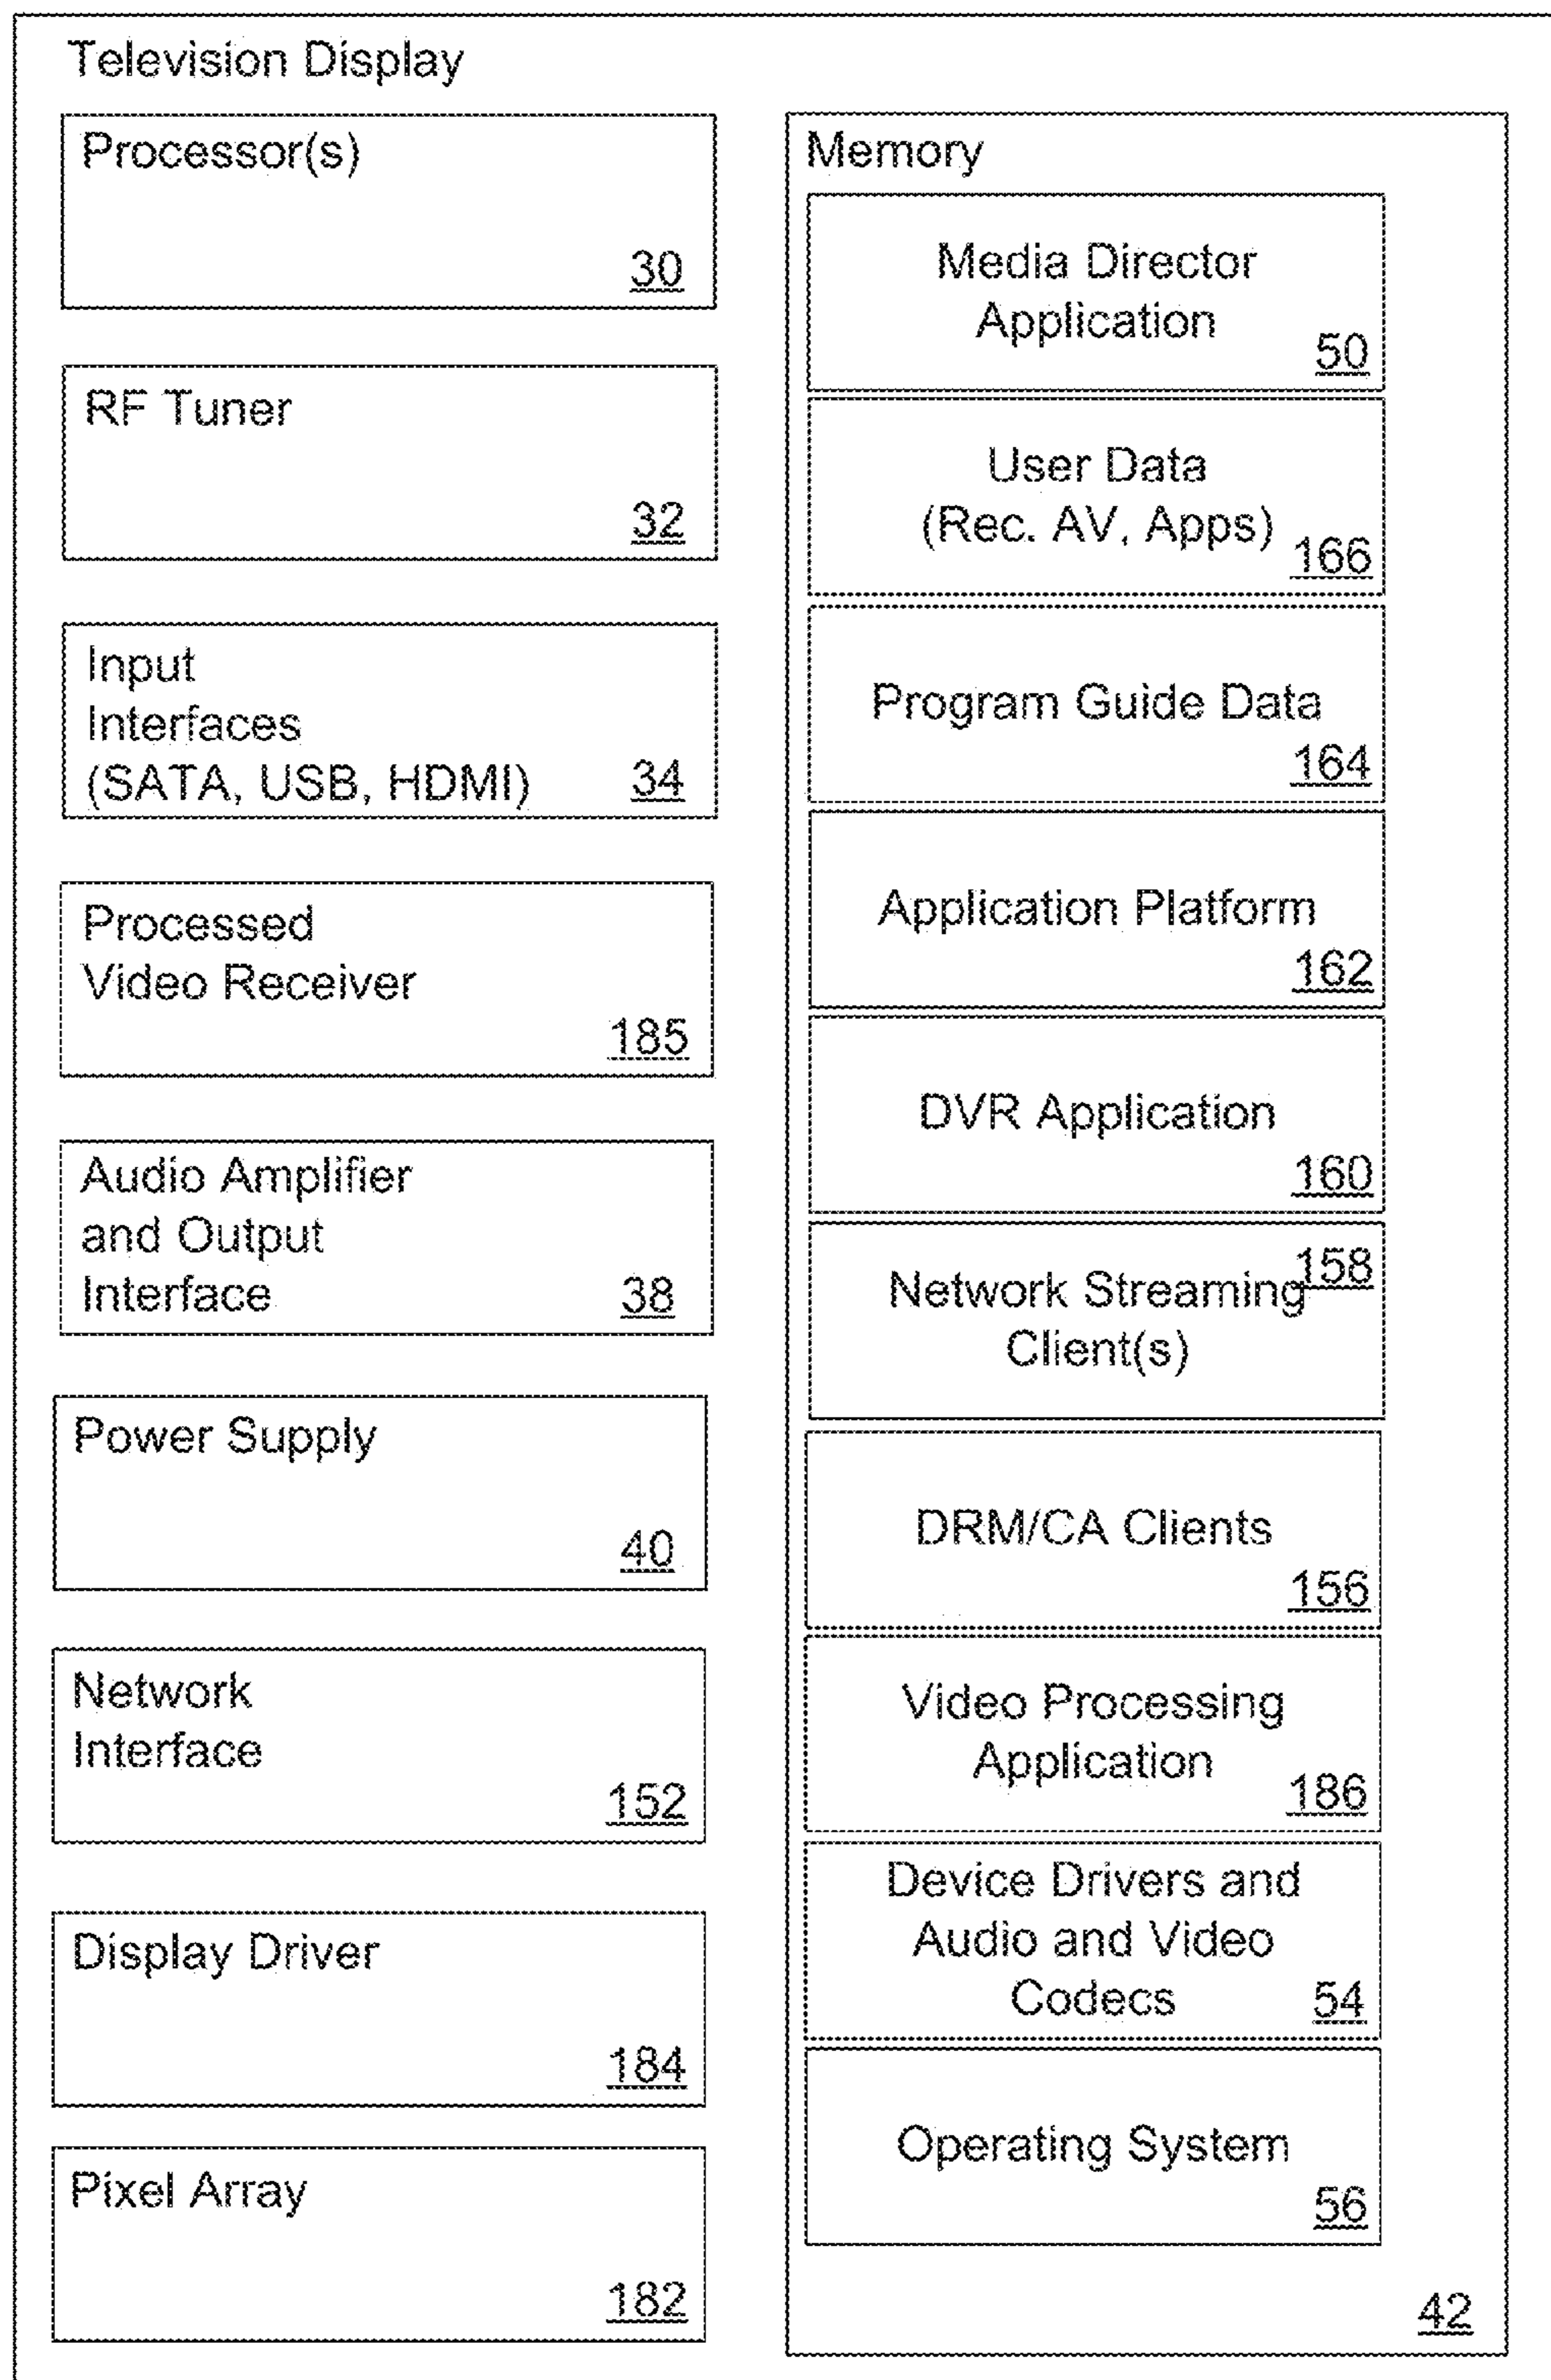 Television Display
Processor(s)
30
RF Tuner
32
Input
Interfaces
(SATA, USB, HDMI)
34
Processed
Video Receiver
185
Audio Amplifier
and Output
Interface
38
Power Supply
40
Network
Interface
152
Display Driver
184
Pixel Array
182
Memory
Media Director
Application
50
User Data
(Rec. AV, Apps)
166
Program Guide Data
164
Application Platform
162
DVR Application
160
158
Network Streaming
Client(s)
DRM/CA Clients
156
Video Processing
Application
186
Device Drivers and
Audio and Video
Codecs
54
Operating System
56
42